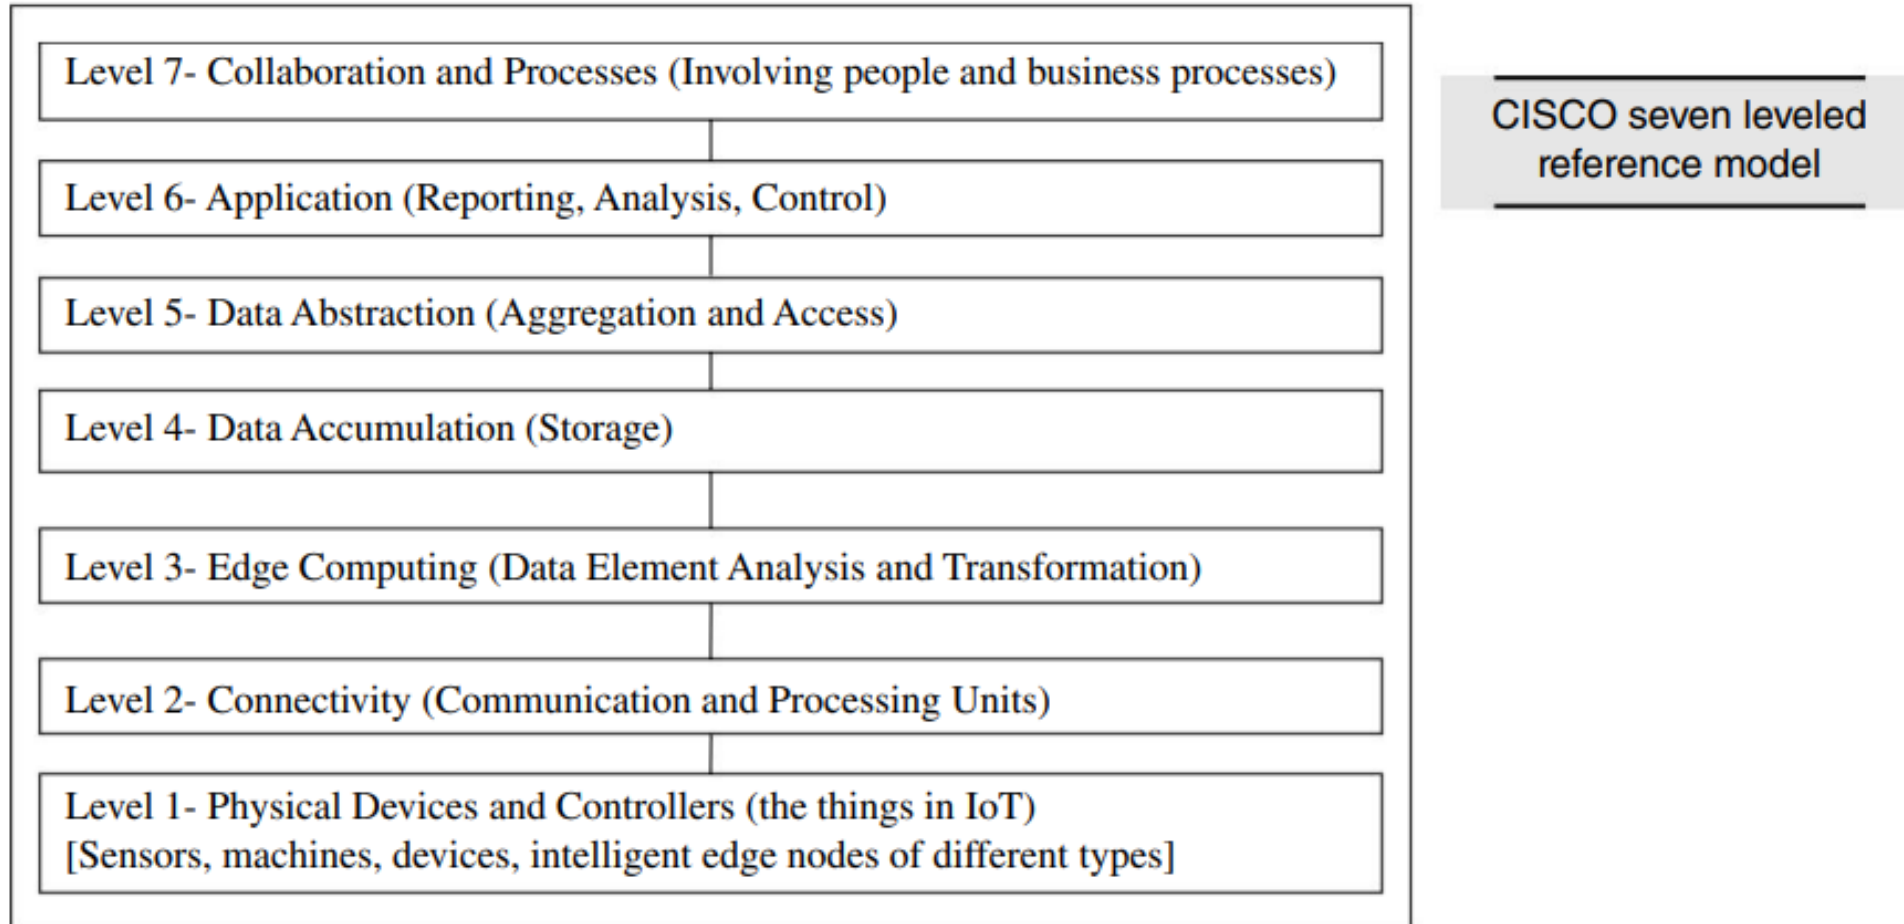 Level 7- Collaboration and Processes (Involving people and business processes)
Level 6- Application (Reporting, Analysis, Control)
Level 5- Data Abstraction (Aggregation and Access)
Level 4- Data Accumulation (Storage)
Level 3- Edge Computing (Data Element Analysis and Transformation)
Level 2- Connectivity (Communication and Processing Units)
Level 1- Physical Devices and Controllers (the things in IoT)
[Sensors, machines, devices, intelligent edge nodes of different types]
CISCO seven leveled
reference model